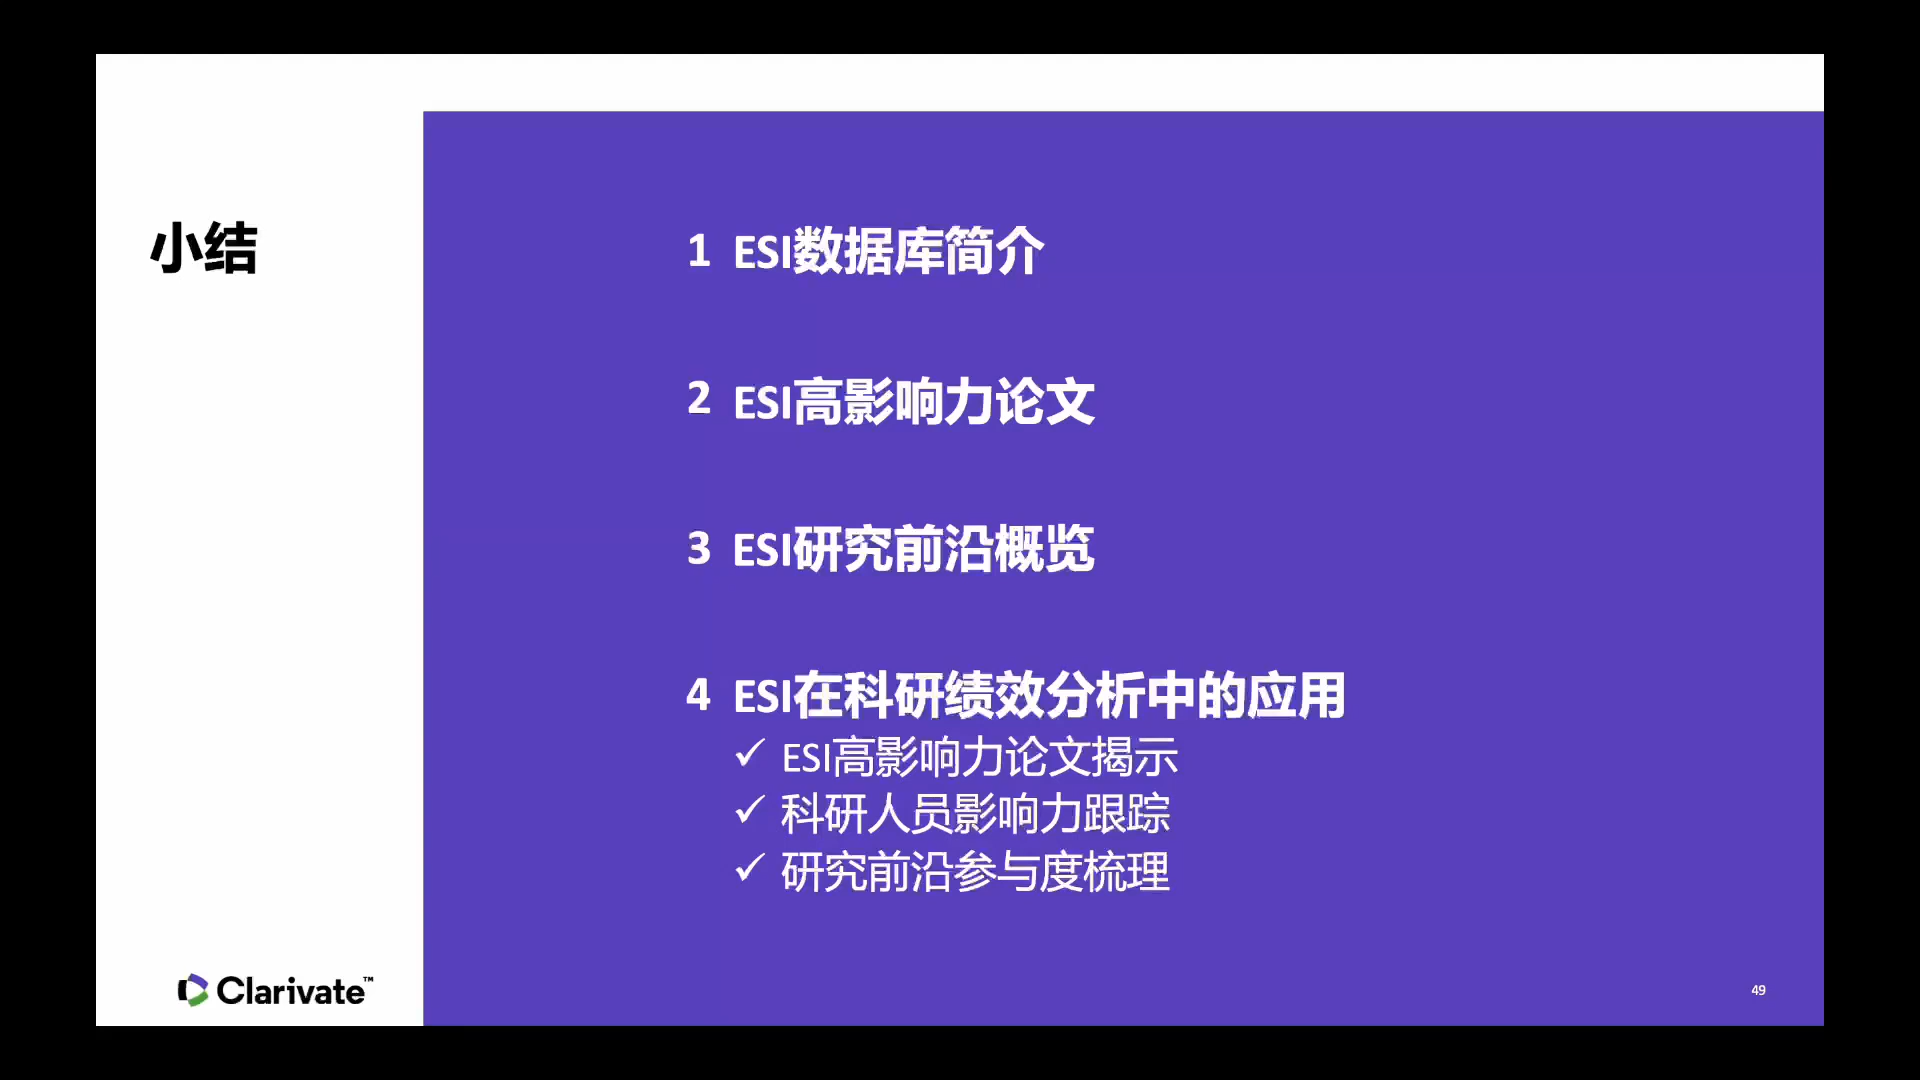 小结
1 ESI数据库简介
2 ESI高影响力论文
3 ESI研究前沿概览
4 ESI在科研绩效分析中的应用
✓ ESI高影响力论文揭示
✓ 科研人员影响力跟踪
✓ 研究前沿参与度梳理
Clarivate™
49